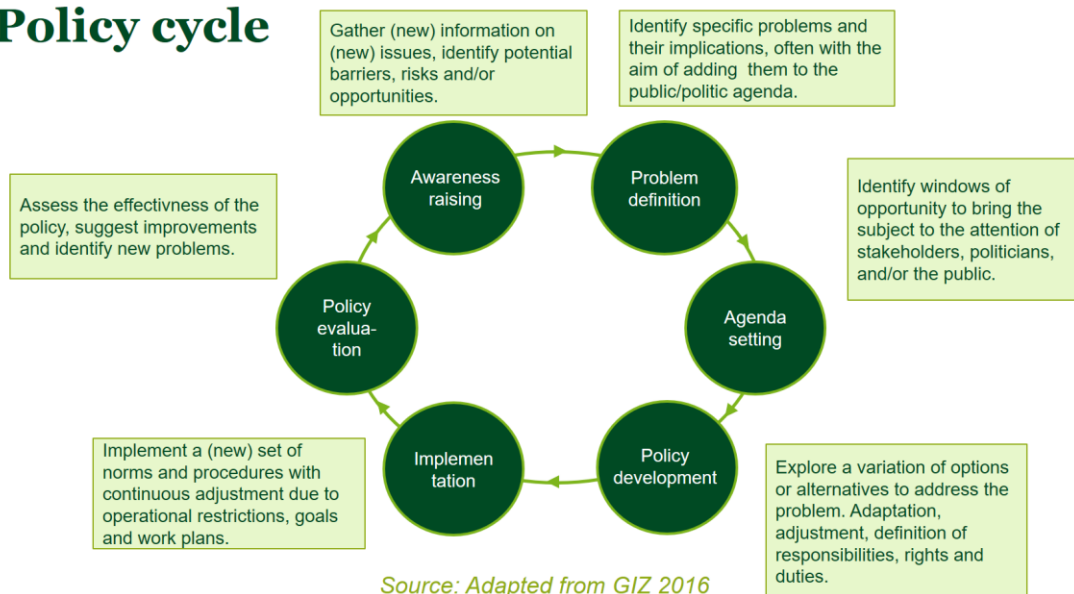 Policy cycle
Gather (new) information on
(new) issues, identify potential
barriers, risks and/or
opportunities.
Identify specific problems and
their implications, often with the
aim of adding them to the
public/politic agenda.
Awareness
raising
Problem
definition
Identify windows of
opportunity to bring the
subject to the attention of
stakeholders, politicians,
and/or the public.
Assess the effectivness of the
policy, suggest improvements
and identify new problems.
Policy
evalua-
tion
Agenda
setting
Implement a (new) set of
norms and procedures with
continuous adjustment due to
operational restrictions, goals
and work plans.
Implemen
tation
Policy
development
Explore a variation of options
or alternatives to address the
problem. Adaptation,
adjustment, definition of
responsibilities, rights and
duties.
Source: Adapted from GIZ 2016